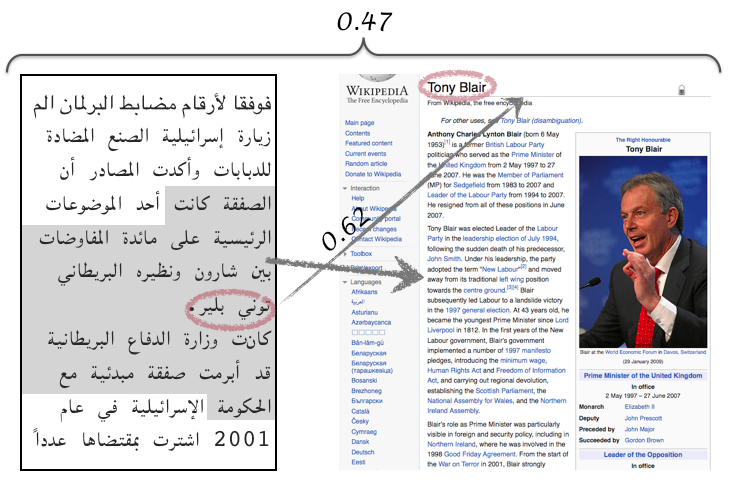 0.47
فوفقا لأرقام مضابط البرلمان الم
زيارة إسرائيلية الصنع المضادة
للدبابات وأكدت المصادر أن
الصفقة كانت أحد الموضوعات
الرئيسية على مائدة المفاوضات
بين شارون ونظيره البريطاني
توني بلير.
كانت وزارة الدفاع البريطانية
قد أبرمت صفقة مبدئية مع
الحكومة الإسرائيلية في عام
2001 اشترت بمقتضاها عدداً
0.62
WIKIPEDIA
The Free Encyclopedia
Main page
Contents
Featured content
Current events
Random article
Donate to Wikipedia
Interaction
Help
About Wikipedia
Community portal
Recent changes
Contact Wikipedia
Toolbox
Print/export
Languages
Afrikaans
العربية
Asturianu
Azərbaycanca
Bân-lâm-gú
Беларуская
Беларуская
(тарашкевіца)
Bosanski
Brezhoneg
Български
Català
Česky
Cymraeg
Dansk
Deutsch
Eesti
Tony Blair
From Wikipedia, the free encyclopedia
For other uses, see Tony Blair (disambiguation).
Anthony Charles Lynton Blair (born 6 May
1953)[1] is a former British Labour Party
politician who served as the Prime Minister of
the United Kingdom from 2 May 1997 to 27
June 2007. He was the Member of Parliament
(MP) for Sedgefield from 1983 to 2007 and
Leader of the Labour Party from 1994 to 2007.
He resigned from all of these positions in June
2007.
Tony Blair was elected Leader of the Labour
Party in the leadership election of July 1994,
following the sudden death of his predecessor,
John Smith. Under his leadership, the party
adopted the term "New Labour"[2] and moved
away from its traditional left wing position
towards the centre ground.[3][4] Blair
subsequently led Labour to a landslide victory
in the 1997 general election. At 43 years old, he
became the youngest Prime Minister since Lord
Liverpool in 1812. In the first years of the New
Labour government, Blair's government
implemented a number of 1997 manifesto
pledges, introducing the minimum wage,
Human Rights Act and Freedom of Information
Act, and carrying out regional devolution,
establishing the Scottish Parliament, the
National Assembly for Wales, and the Northern
Ireland Assembly.
Blair's role as Prime Minister was particularly
visible in foreign and security policy, including in
Northern Ireland, where he was involved in the
1998 Good Friday Agreement. From the start of
the War on Terror in 2001, Blair strongly
The Right Honourable
Tony Blair
Blair at the World Economic Forum in Davos, Switzerland
(29 January 2009)
Prime Minister of the United Kingdom
In office
2 May 1997 – 27 June 2007
Monarch Elizabeth II
Deputy John Prescott
Preceded by John Major
Succeeded by Gordon Brown
Leader of the Opposition
In office